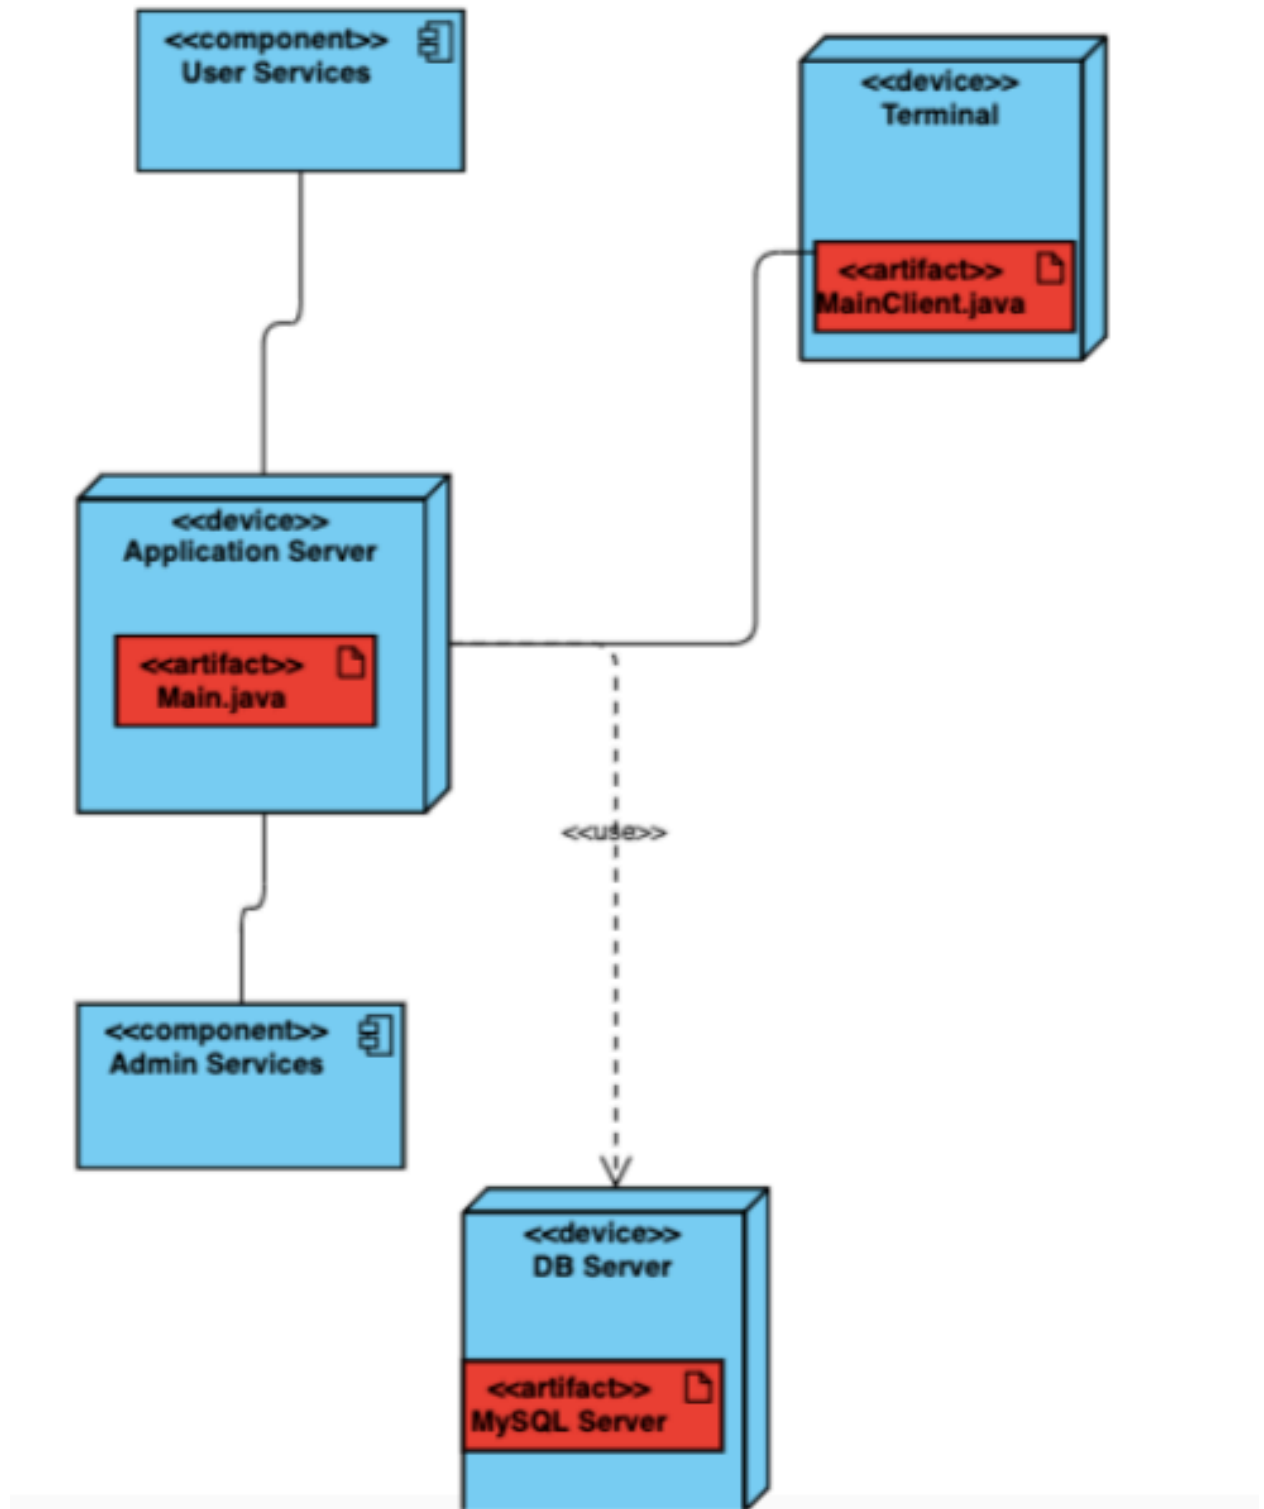 <<component>>
User Services
<<device>>
Terminal
<<artifact>>
MainClient.java
<<device>>
Application Server
<<artifact>>
Main.java
<<use>>
<<component>>
Admin Services
<<device>>
DB Server
<<artifact>>
MySQL Server